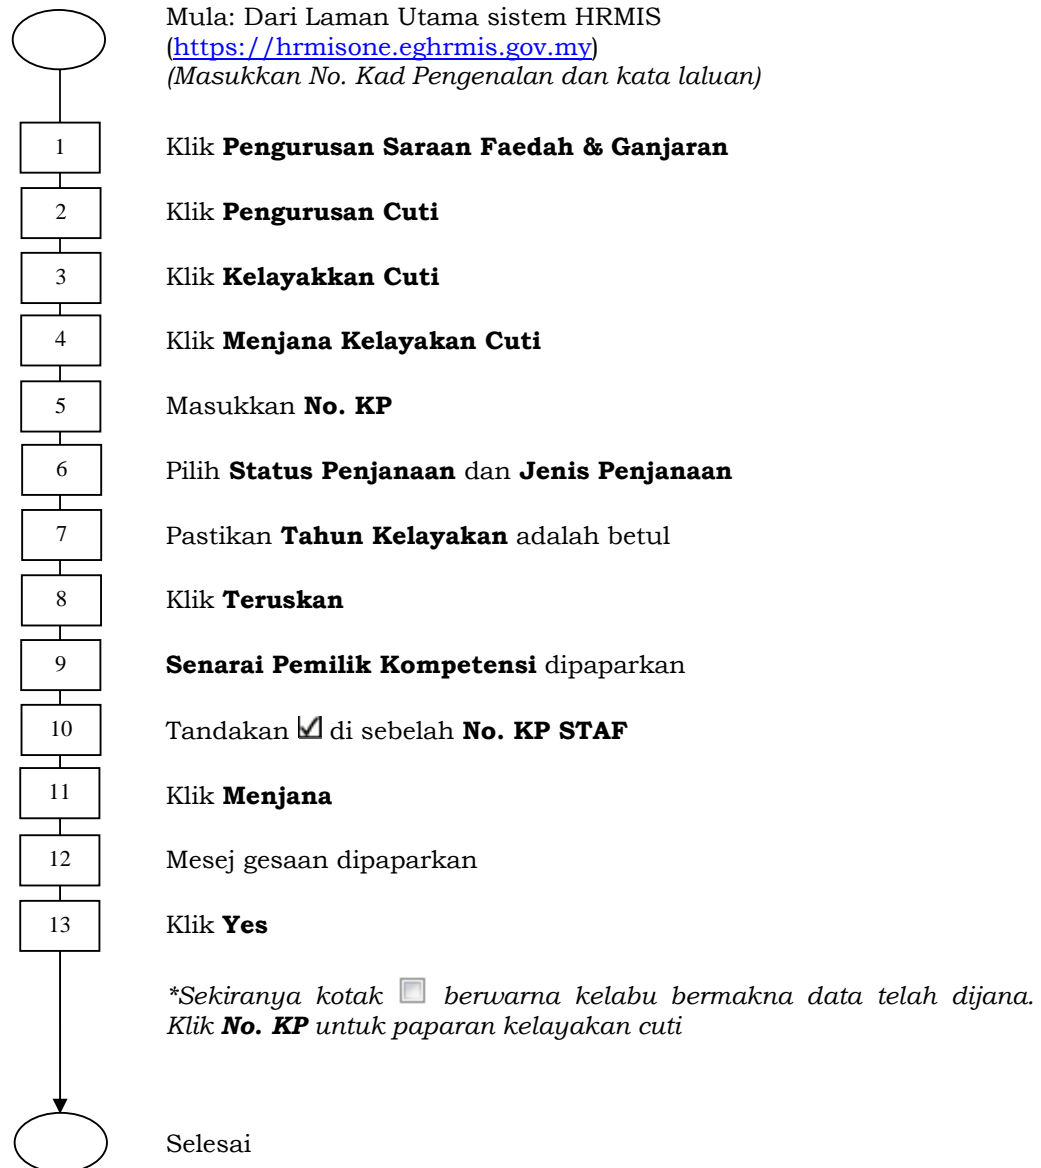 Mula: Dari Laman Utama sistem HRMIS
(https://hrmisone.eghrmis.gov.my)
(Masukkan No. Kad Pengenalan dan kata laluan)
1 Klik Pengurusan Saraan Faedah & Ganjaran
2 Klik Pengurusan Cuti
3 Klik Kelayakkan Cuti
4 Klik Menjana Kelayakan Cuti
5 Masukkan No. KP
6 Pilih Status Penjanaan dan Jenis Penjanaan
7 Pastikan Tahun Kelayakan adalah betul
8 Klik Teruskan
9 Senarai Pemilik Kompetensi dipaparkan
10 Tandakan ☑ di sebelah No. KP STAF
11 Klik Menjana
12 Mesej gesaan dipaparkan
13 Klik Yes
*Sekiranya kotak ☐ berwarna kelabu bermakna data telah dijana.
Klik No. KP untuk paparan kelayakan cuti
Selesai